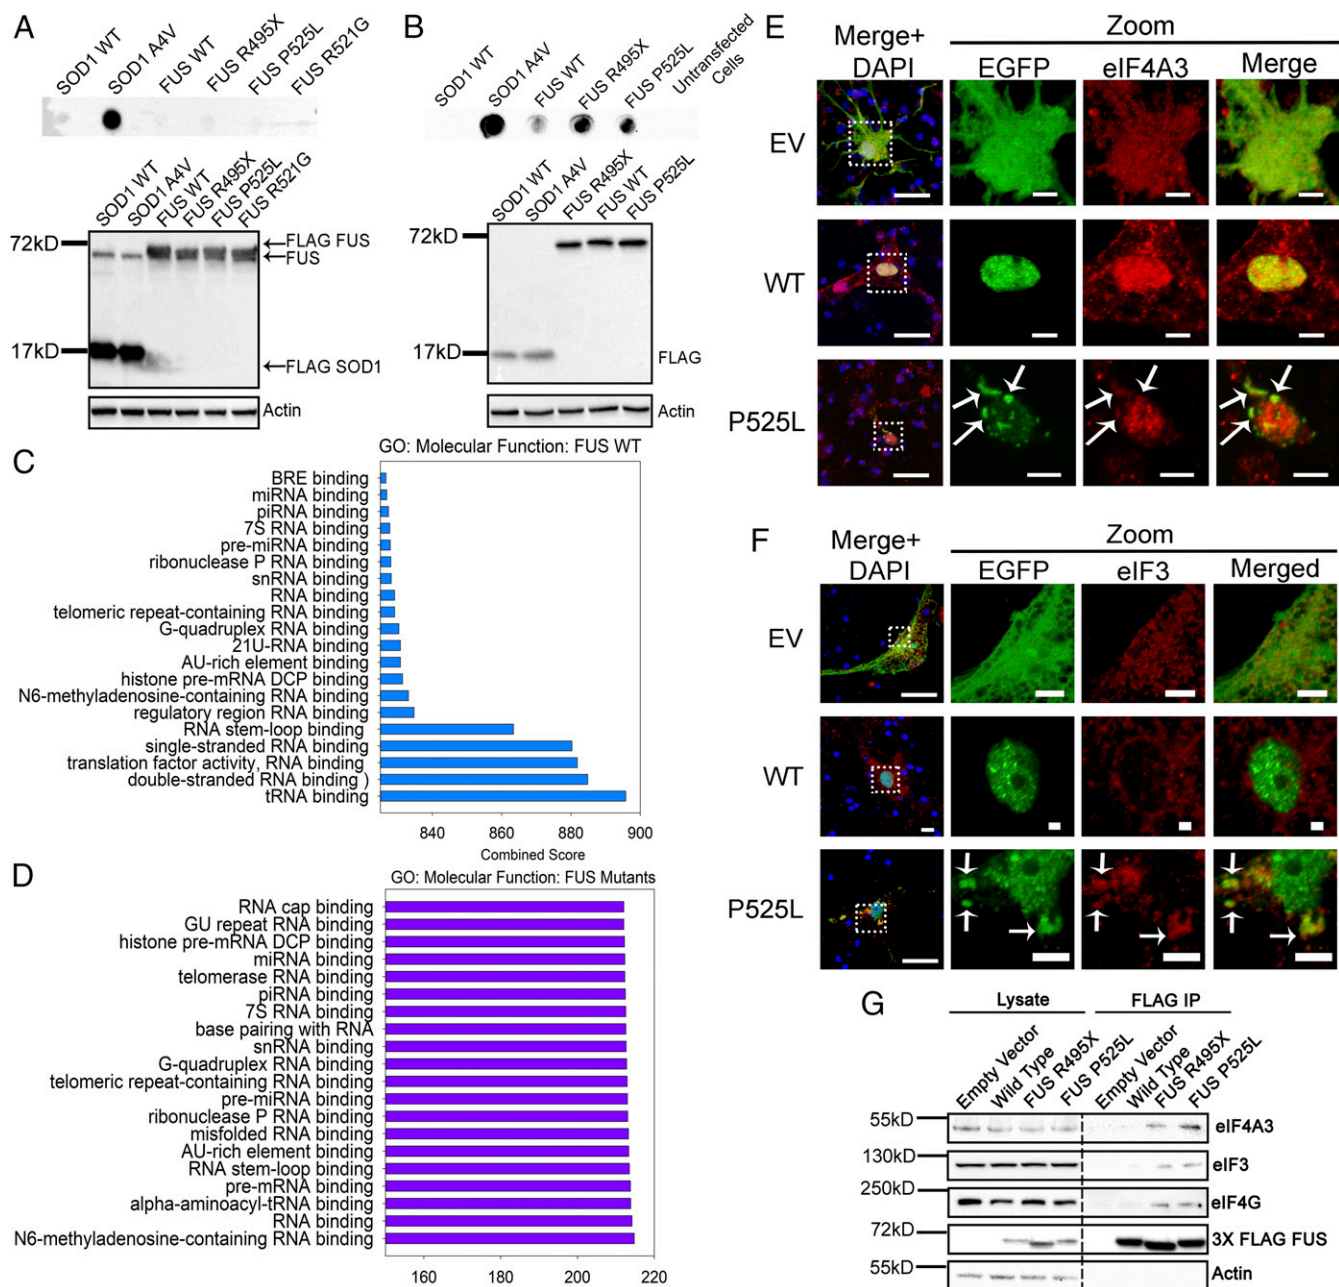 A
SOD1 WT
SOD1 A4V
FUS WT
FUS R495X
FUS P525L
FUS R521G
SOD1 WT
SOD1 A4V
FUS WT
FUS R495X
FUS P525L
FUS R521G
72kD
FLAG FUS
FUS
17kD
FLAG SOD1
Actin
B
SOD1 WT
SOD1 A4V
FUS WT
FUS R495X
FUS P525L
Untransfected
Cells
SOD1 WT
SOD1 A4V
FUS R495X
FUS WT
FUS P525L
72kD
17kD
FLAG
Actin
C
GO: Molecular Function: FUS WT
BRE binding
miRNA binding
piRNA binding
7S RNA binding
pre-miRNA binding
ribonuclease P RNA binding
snRNA binding
RNA binding
telomeric repeat-containing RNA binding
G-quadruplex RNA binding
21U-RNA binding
AU-rich element binding
histone pre-mRNA DCP binding
N6-methyladenosine-containing RNA binding
regulatory region RNA binding
RNA stem-loop binding
single-stranded RNA binding
translation factor activity, RNA binding
double-stranded RNA binding )
tRNA binding
840 860 880 900
Combined Score
D
GO: Molecular Function: FUS Mutants
RNA cap binding
GU repeat RNA binding
histone pre-mRNA DCP binding
miRNA binding
telomerase RNA binding
piRNA binding
7S RNA binding
base pairing with RNA
snRNA binding
G-quadruplex RNA binding
telomeric repeat-containing RNA binding
pre-miRNA binding
ribonuclease P RNA binding
misfolded RNA binding
AU-rich element binding
RNA stem-loop binding
pre-mRNA binding
alpha-aminoacyl-tRNA binding
RNA binding
N6-methyladenosine-containing RNA binding
160 180 200 220
E
Merge+
DAPI
Zoom
EGFP eIF4A3 Merge
EV
WT
P525L
F
Merge+
DAPI
Zoom
EGFP eIF3 Merged
EV
WT
P525L
G
Lysate FLAG IP
Empty Vector
Wild Type
FUS R495X
FUS P525L
Empty Vector
Wild Type
FUS R495X
FUS P525L
55kD eIF4A3
130kD eIF3
250kD eIF4G
72kD 3X FLAG FUS
55kD Actin